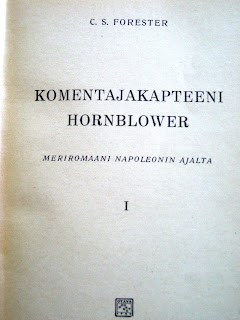 C. S. FORESTER
KOMENTAJAKAPTEENI
HORNBLOWER
MERIROMAANI NAPOLEONIN AJALTA
I